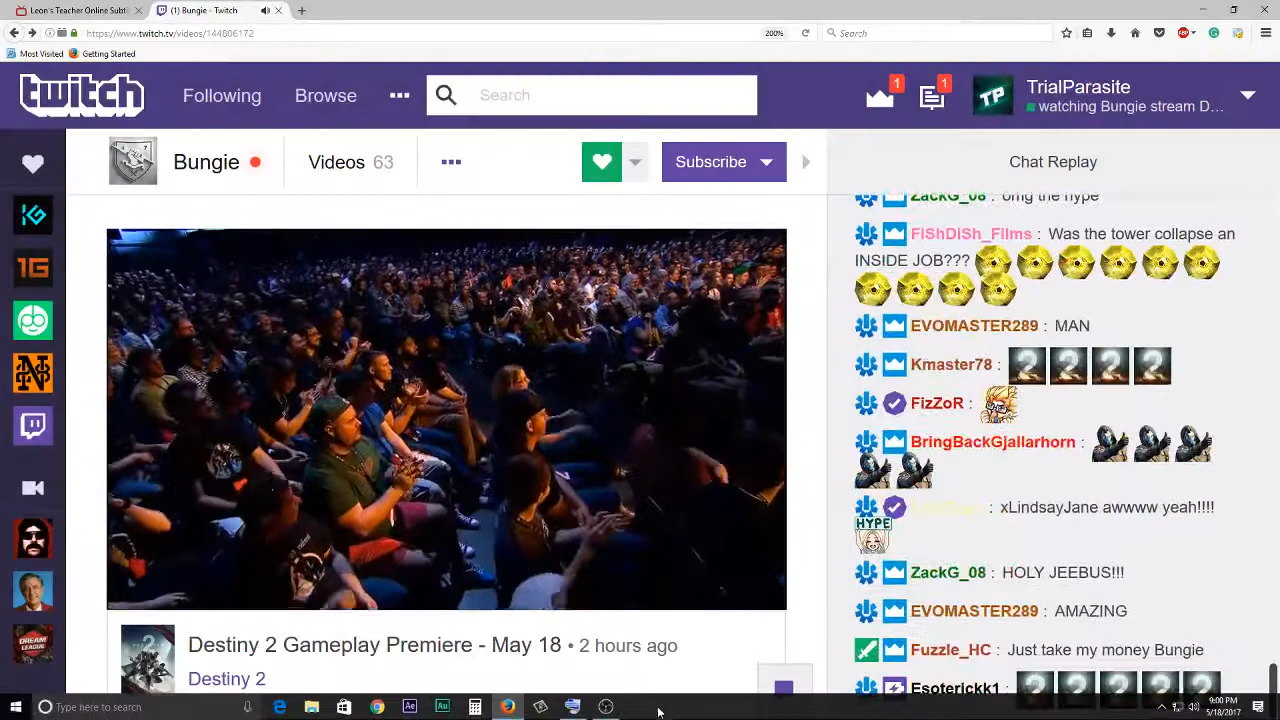 Leon's Teacher Online Subt
(1) Bungie - Twitch
https://www.twitch.tv/videos/144806172
200%
Search
Most Visited
Getting Started
twitch
Following
Browse
Search
1
1
TP
TrialParasite
watching Bungie stream D…
Bungie
Videos 63
Subscribe
Chat Replay
ZackG_08 : omg the hype
FiShDiSh_Films : Was the tower collapse an
INSIDE JOB???
EVOMASTER289 : MAN
Kmaster78 :
FizZoR :
BringBackGjallarhorn :
: xLindsayJane awwww yeah!!!!
HYPE
ZackG_08 : HOLY JEEBUS!!!
EVOMASTER289 : AMAZING
Fuzzle_HC : Just take my money Bungie
Esoterickk1 :
Destiny 2 Gameplay Premiere - May 18 • 2 hours ago
Destiny 2
Type here to search
9:00 PM
5/18/2017